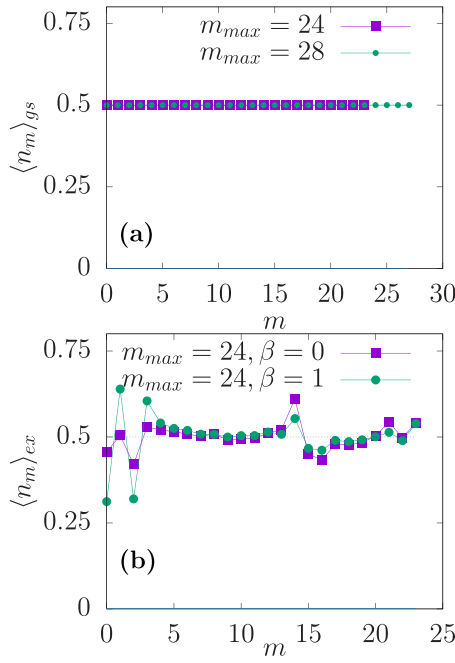 0.75
m_max = 24
m_max = 28
0.5
⟨n_m⟩_gs
0.25
(a)
0
0 5 10 15 20 25 30
m
0.75
m_max = 24, β = 0
m_max = 24, β = 1
0.5
⟨n_m⟩_ex
0.25
(b)
0
0 5 10 15 20 25
m